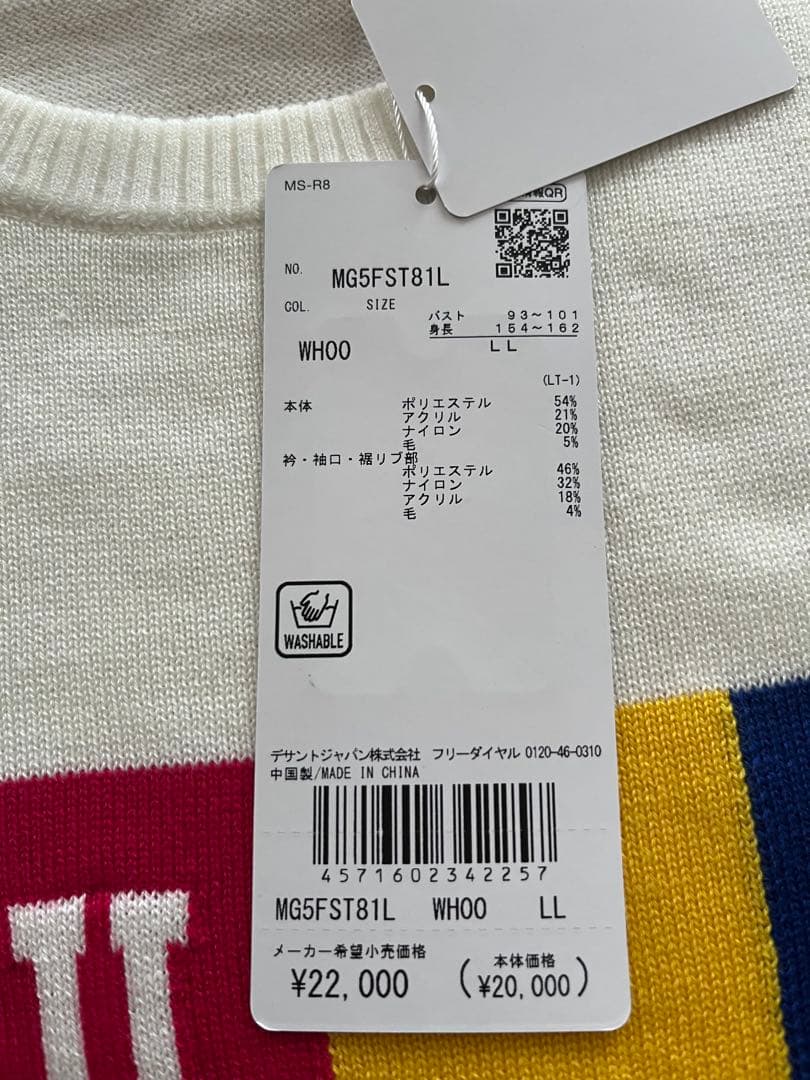 MS-R8
情報QR
NO. MG5FST81L
COL. SIZE
バスト 93～101
身長 154～162
WH00 LL
(LT-1)
本体 ポリエステル 54%
アクリル 21%
ナイロン 20%
毛 5%
衿・袖口・裾リブ部
ポリエステル 46%
ナイロン 32%
アクリル 18%
毛 4%
WASHABLE
デサントジャパン株式会社 フリーダイヤル 0120-46-0310
中国製/MADE IN CHINA
4571602342257
MG5FST81L WH00 LL
メーカー希望小売価格 本体価格
¥22,000 (¥20,000)